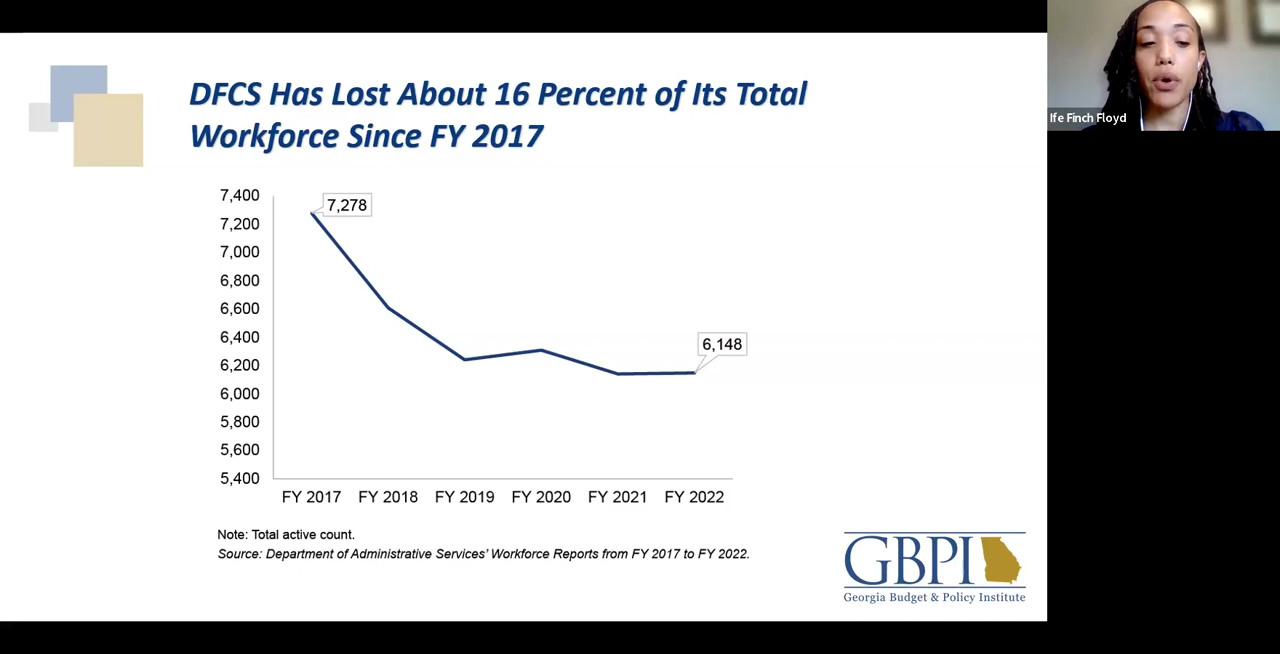 DFCS Has Lost About 16 Percent of Its Total
Workforce Since FY 2017
Ife Finch Floyd
7,400
7,200
7,000
6,800
6,600
6,400
6,200
6,000
5,800
5,600
5,400
7,278
6,148
FY 2017 FY 2018 FY 2019 FY 2020 FY 2021 FY 2022
Note: Total active count.
Source: Department of Administrative Services' Workforce Reports from FY 2017 to FY 2022.
GBPI
Georgia Budget & Policy Institute